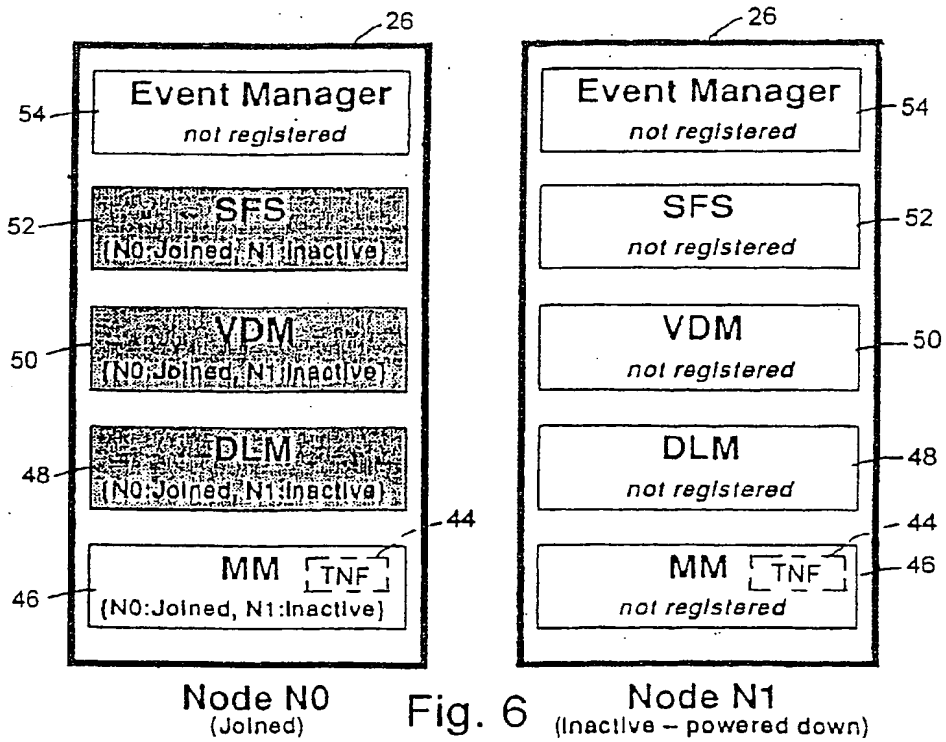 26
54
Event Manager
not registered
52
SFS
{N0:Joined, N1:Inactive}
50
VDM
{N0:Joined, N1:Inactive}
48
DLM
{N0:Joined, N1:Inactive}
44
46
MM
TNF
{N0:Joined, N1:Inactive}
Node N0
(Joined)
26
Event Manager
not registered
54
SFS
not registered
52
VDM
not registered
50
DLM
not registered
48
44
MM
TNF
46
not registered
Node N1
(Inactive – powered down)
Fig. 6